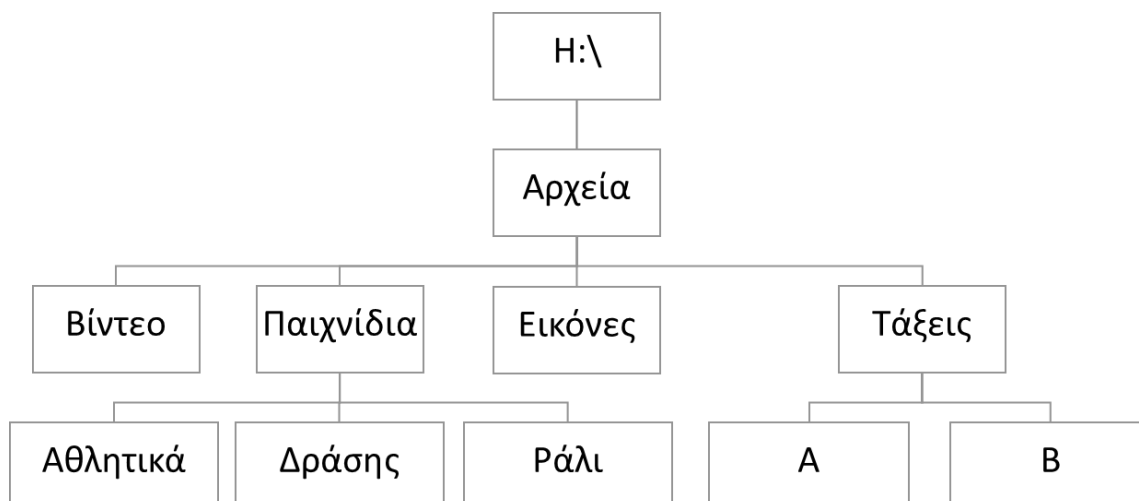 H:\
Αρχεία
Βίντεο
Παιχνίδια
Εικόνες
Τάξεις
Αθλητικά
Δράσης
Ράλι
Α
Β